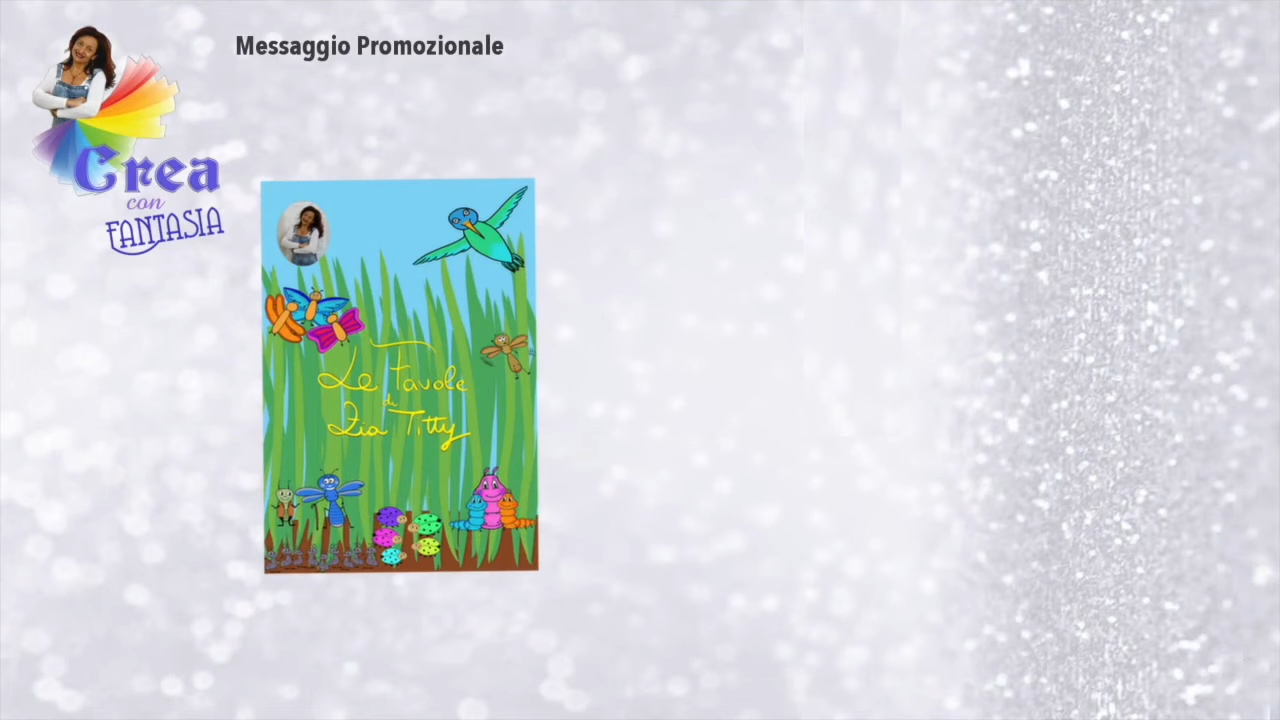 Messaggio Promozionale
Crea
con
FANTASIA
Le Favole
di
Zia Titty